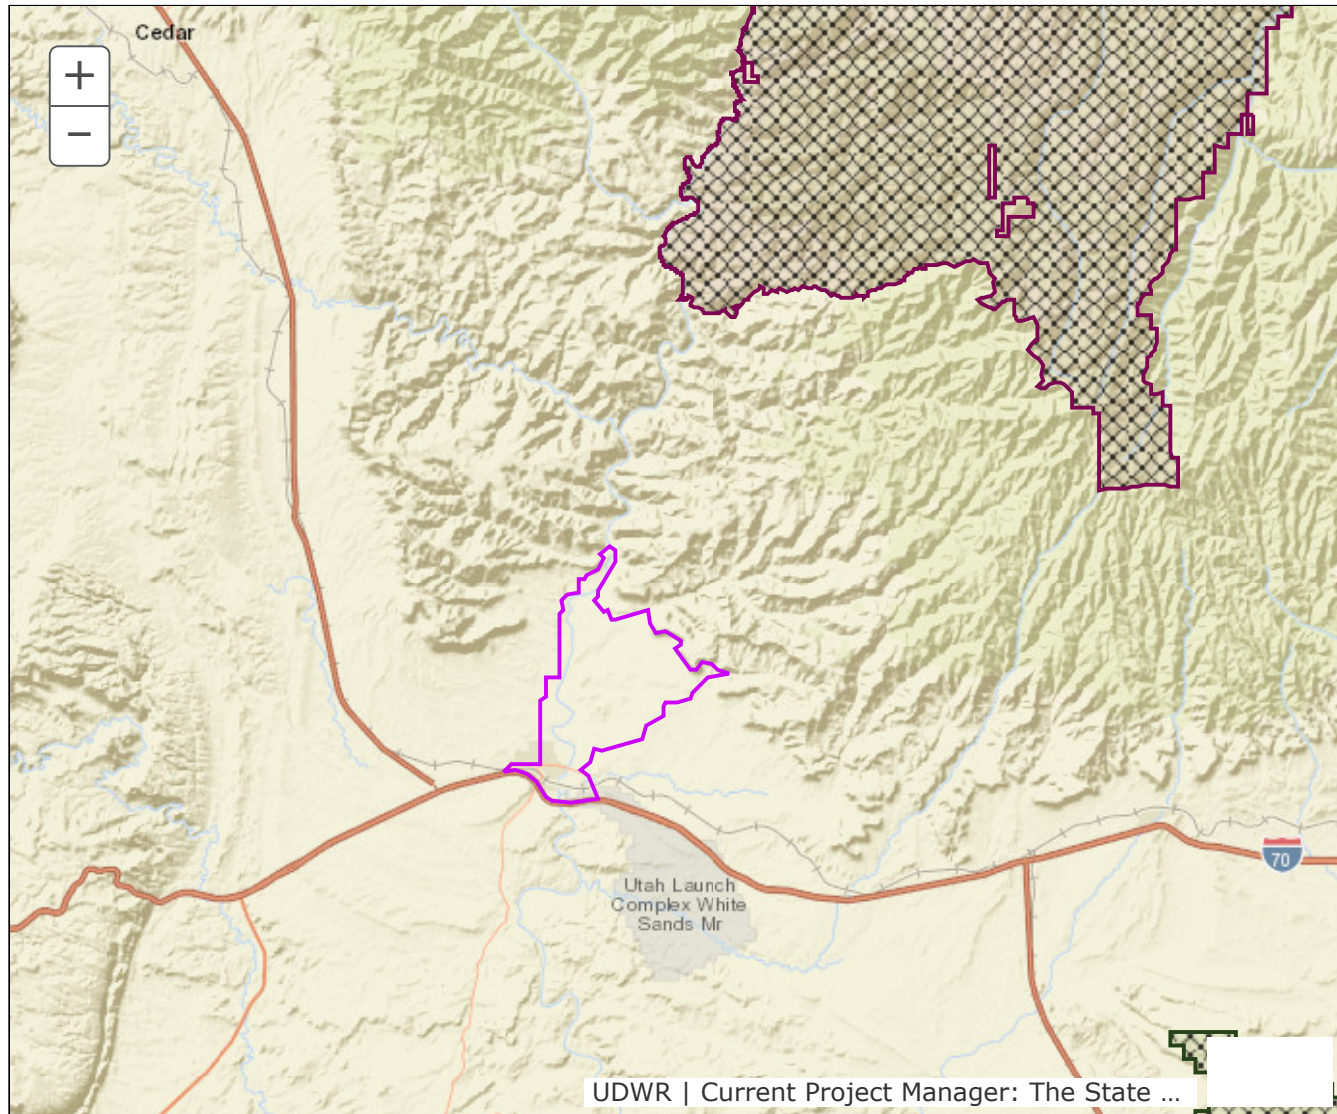 Cedar
+
−
Utah Launch
Complex White
Sands Mr
70
UDWR | Current Project Manager: The State ...